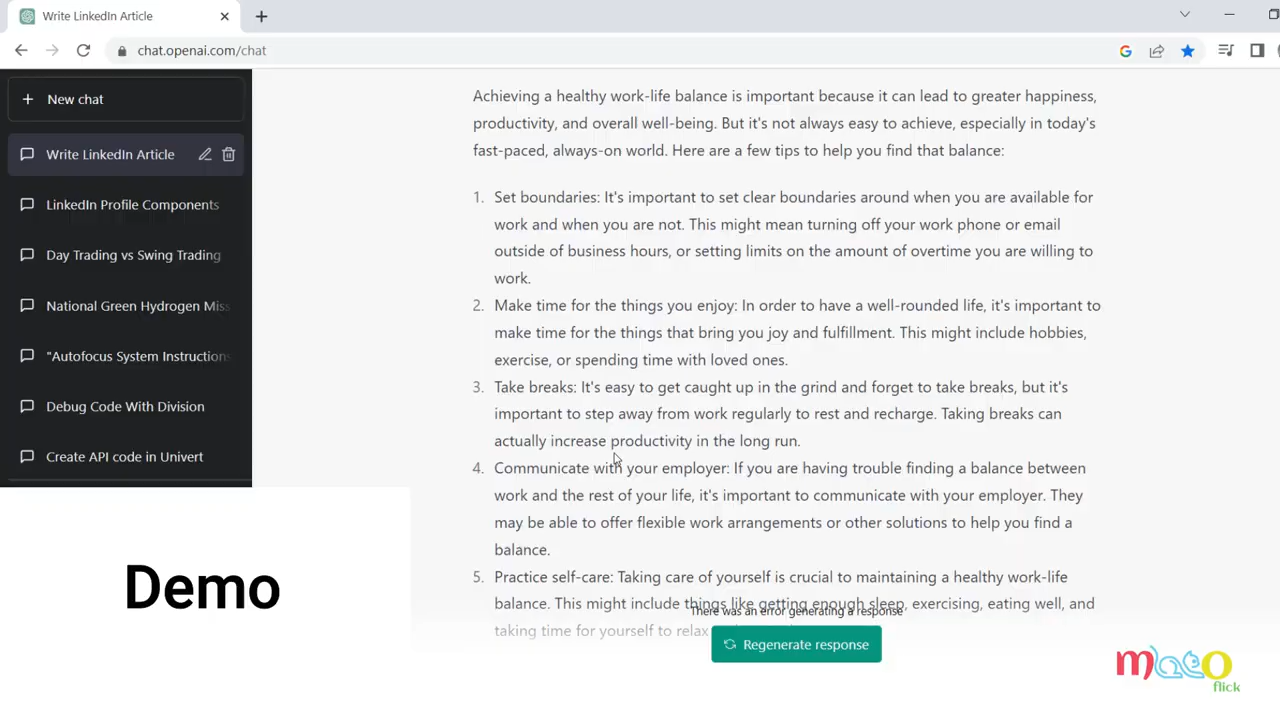 Write LinkedIn Article
chat.openai.com/chat
New chat
Write LinkedIn Article
LinkedIn Profile Components
Day Trading vs Swing Trading
National Green Hydrogen Miss
"Autofocus System Instructions
Debug Code With Division
Create API code in Univert
Demo
Achieving a healthy work-life balance is important because it can lead to greater happiness,
productivity, and overall well-being. But it's not always easy to achieve, especially in today's
fast-paced, always-on world. Here are a few tips to help you find that balance:
1. Set boundaries: It's important to set clear boundaries around when you are available for
work and when you are not. This might mean turning off your work phone or email
outside of business hours, or setting limits on the amount of overtime you are willing to
work.
2. Make time for the things you enjoy: In order to have a well-rounded life, it's important to
make time for the things that bring you joy and fulfillment. This might include hobbies,
exercise, or spending time with loved ones.
3. Take breaks: It's easy to get caught up in the grind and forget to take breaks, but it's
important to step away from work regularly to rest and recharge. Taking breaks can
actually increase productivity in the long run.
4. Communicate with your employer: If you are having trouble finding a balance between
work and the rest of your life, it's important to communicate with your employer. They
may be able to offer flexible work arrangements or other solutions to help you find a
balance.
5. Practice self-care: Taking care of yourself is crucial to maintaining a healthy work-life
balance. This might include things like getting enough sleep, exercising, eating well, and
There was an error generating a response
taking time for yourself to relax
Regenerate response
flick